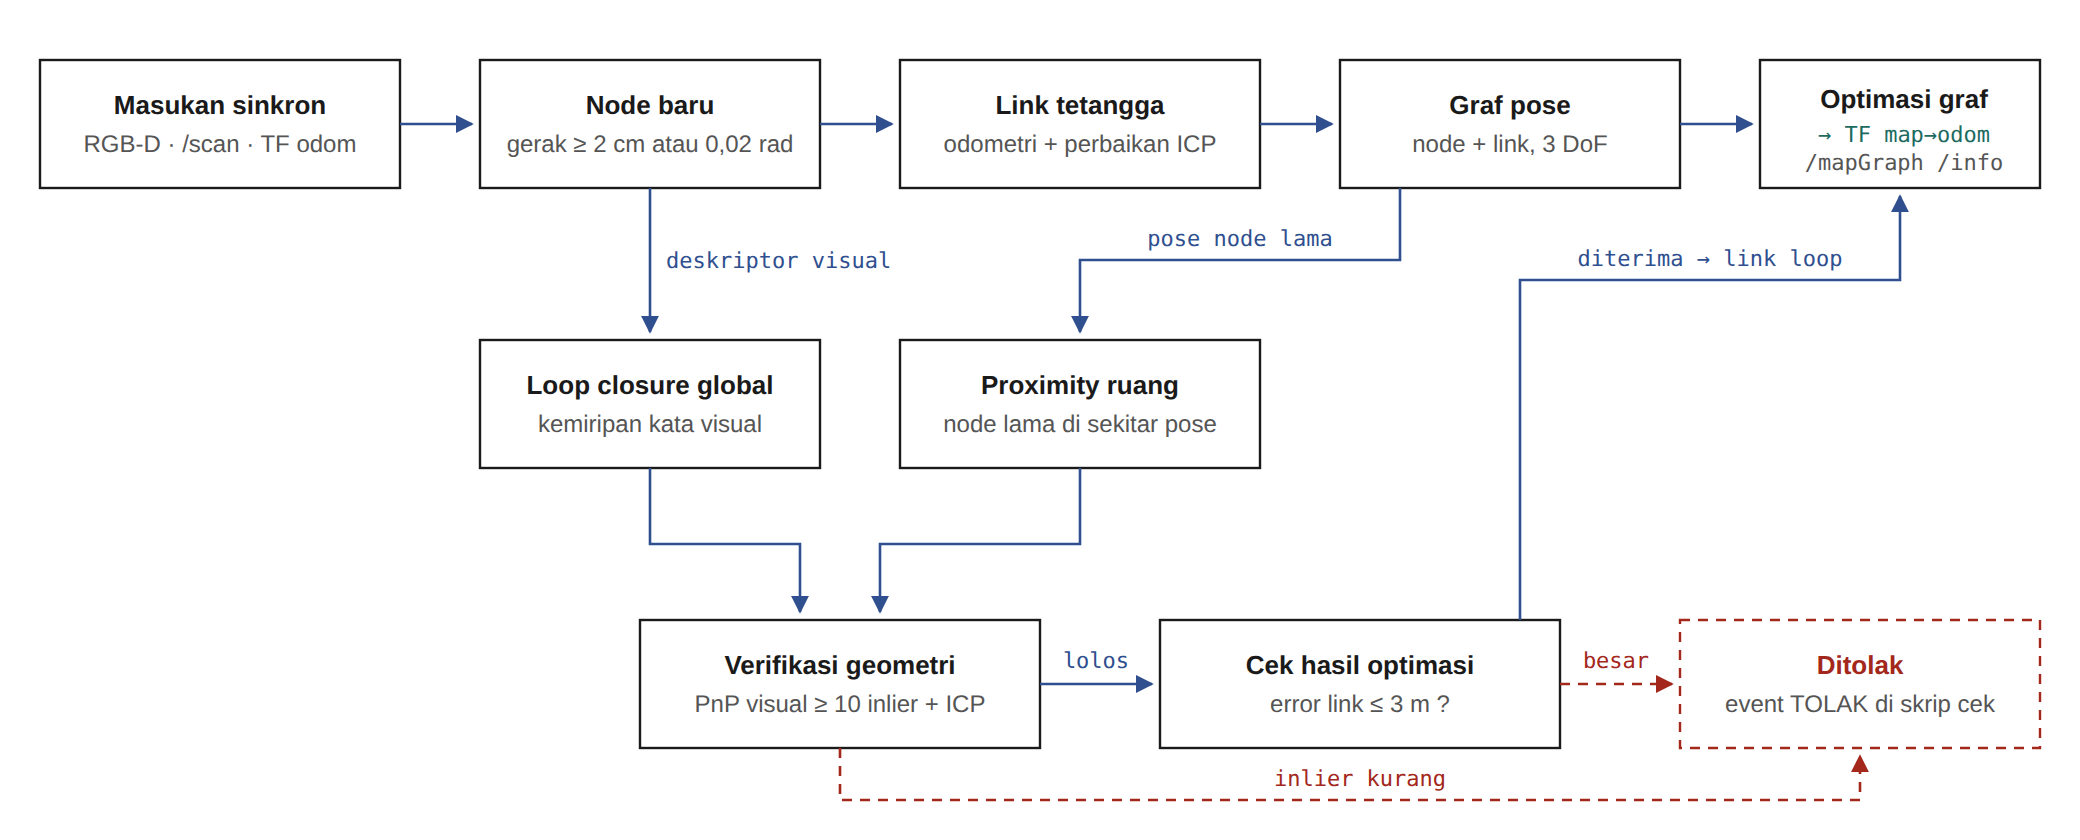 Masukan sinkron
RGB-D · /scan · TF odom
Node baru
gerak ≥ 2 cm atau 0,02 rad
Link tetangga
odometri + perbaikan ICP
Graf pose
node + link, 3 DoF
Optimasi graf
→ TF map→odom
/mapGraph /info
deskriptor visual
pose node lama
diterima → link loop
Loop closure global
kemiripan kata visual
Proximity ruang
node lama di sekitar pose
Verifikasi geometri
PnP visual ≥ 10 inlier + ICP
lolos
Cek hasil optimasi
error link ≤ 3 m ?
besar
Ditolak
event TOLAK di skrip cek
inlier kurang